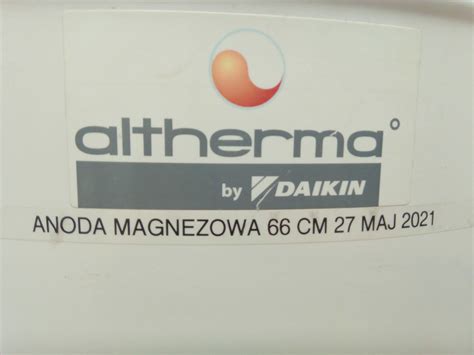 altherma°
by DAIKIN
ANODA MAGNEZOWA 66 CM 27 MAJ 2021